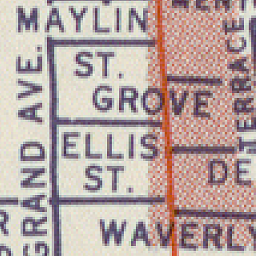 MAYLIN
ST.
GROVE
ELLIS
ST.
DE
WAVERLY
GRAND AVE.
TERRACE